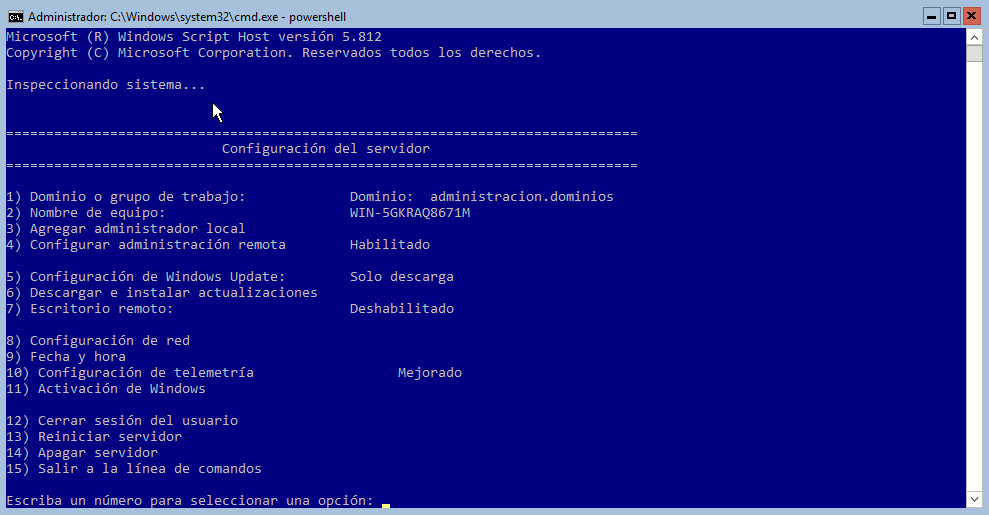 Administrador: C:\Windows\system32\cmd.exe - powershell
Microsoft (R) Windows Script Host versión 5.812
Copyright (C) Microsoft Corporation. Reservados todos los derechos.
Inspeccionando sistema...
===============================================================================
Configuración del servidor
===============================================================================
1) Dominio o grupo de trabajo: Dominio: administracion.dominios
2) Nombre de equipo: WIN-5GKRAQ8671M
3) Agregar administrador local
4) Configurar administración remota Habilitado
5) Configuración de Windows Update: Solo descarga
6) Descargar e instalar actualizaciones
7) Escritorio remoto: Deshabilitado
8) Configuración de red
9) Fecha y hora
10) Configuración de telemetría Mejorado
11) Activación de Windows
12) Cerrar sesión del usuario
13) Reiniciar servidor
14) Apagar servidor
15) Salir a la línea de comandos
Escriba un número para seleccionar una opción: